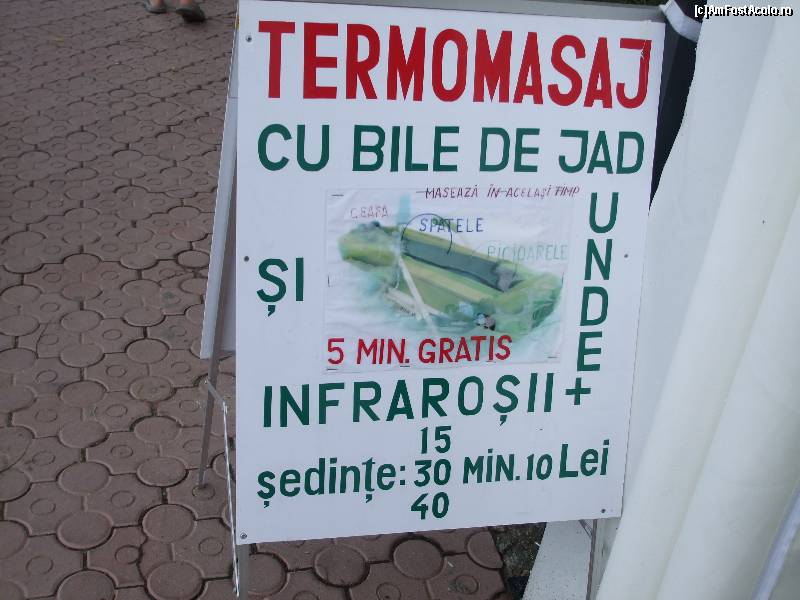 (c)AmFostAcolo.ro
TERMOMASAJ
CU BILE DE JAD
MASEAZĂ ÎN ACELAȘI TIMP
CEAFA
SPATELE
PICIOARELE
ȘI
UNDE
5 MIN. GRATIS
INFRAROȘII +
15
ședințe: 30 MiN. 10 Lei
40